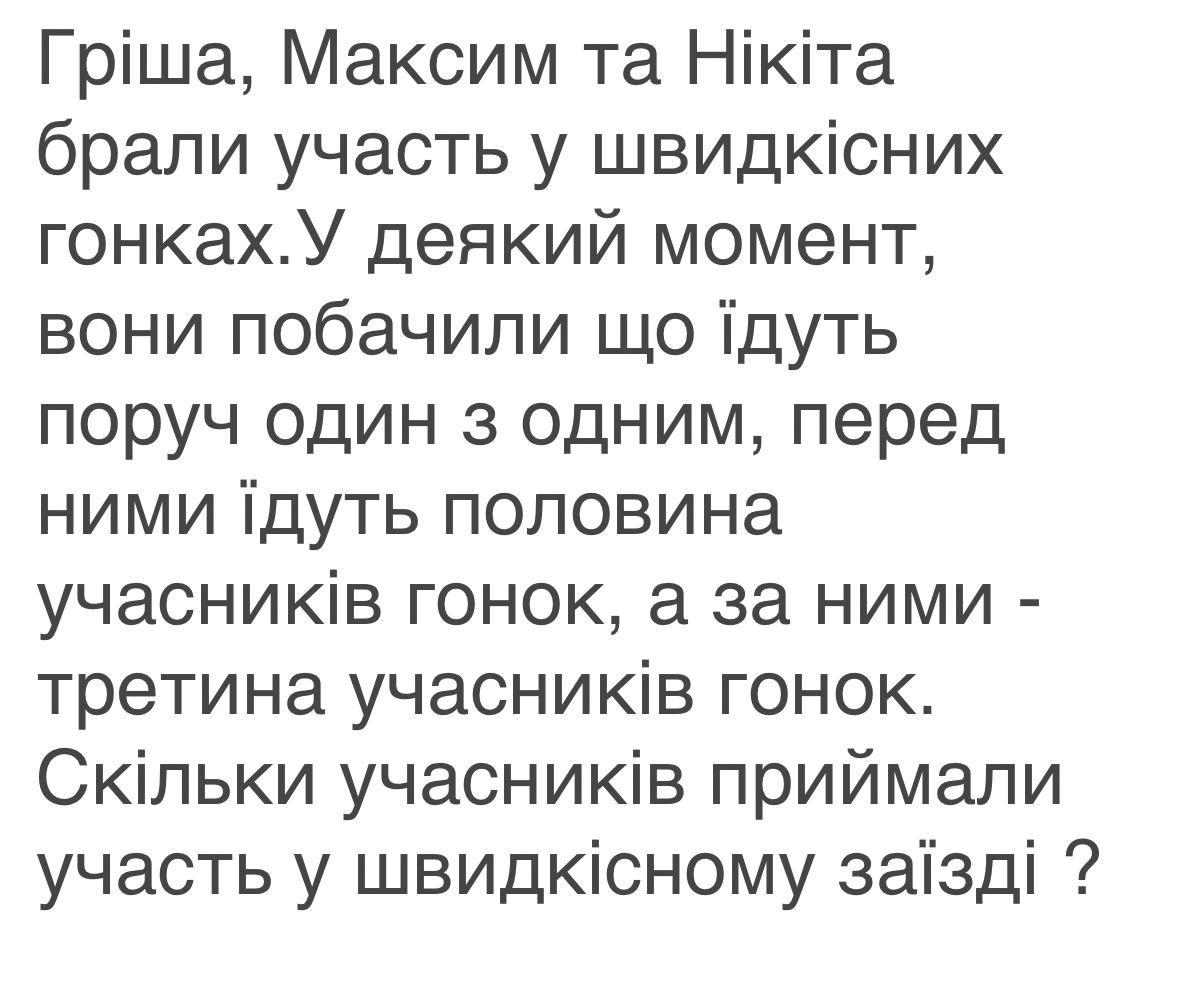 Гріша, Максим та Нікіта
брали участь у швидкісних
гонках.У деякий момент,
вони побачили що їдуть
поруч один з одним, перед
ними їдуть половина
учасників гонок, а за ними -
третина учасників гонок.
Скільки учасників приймали
участь у швидкісному заїзді ?